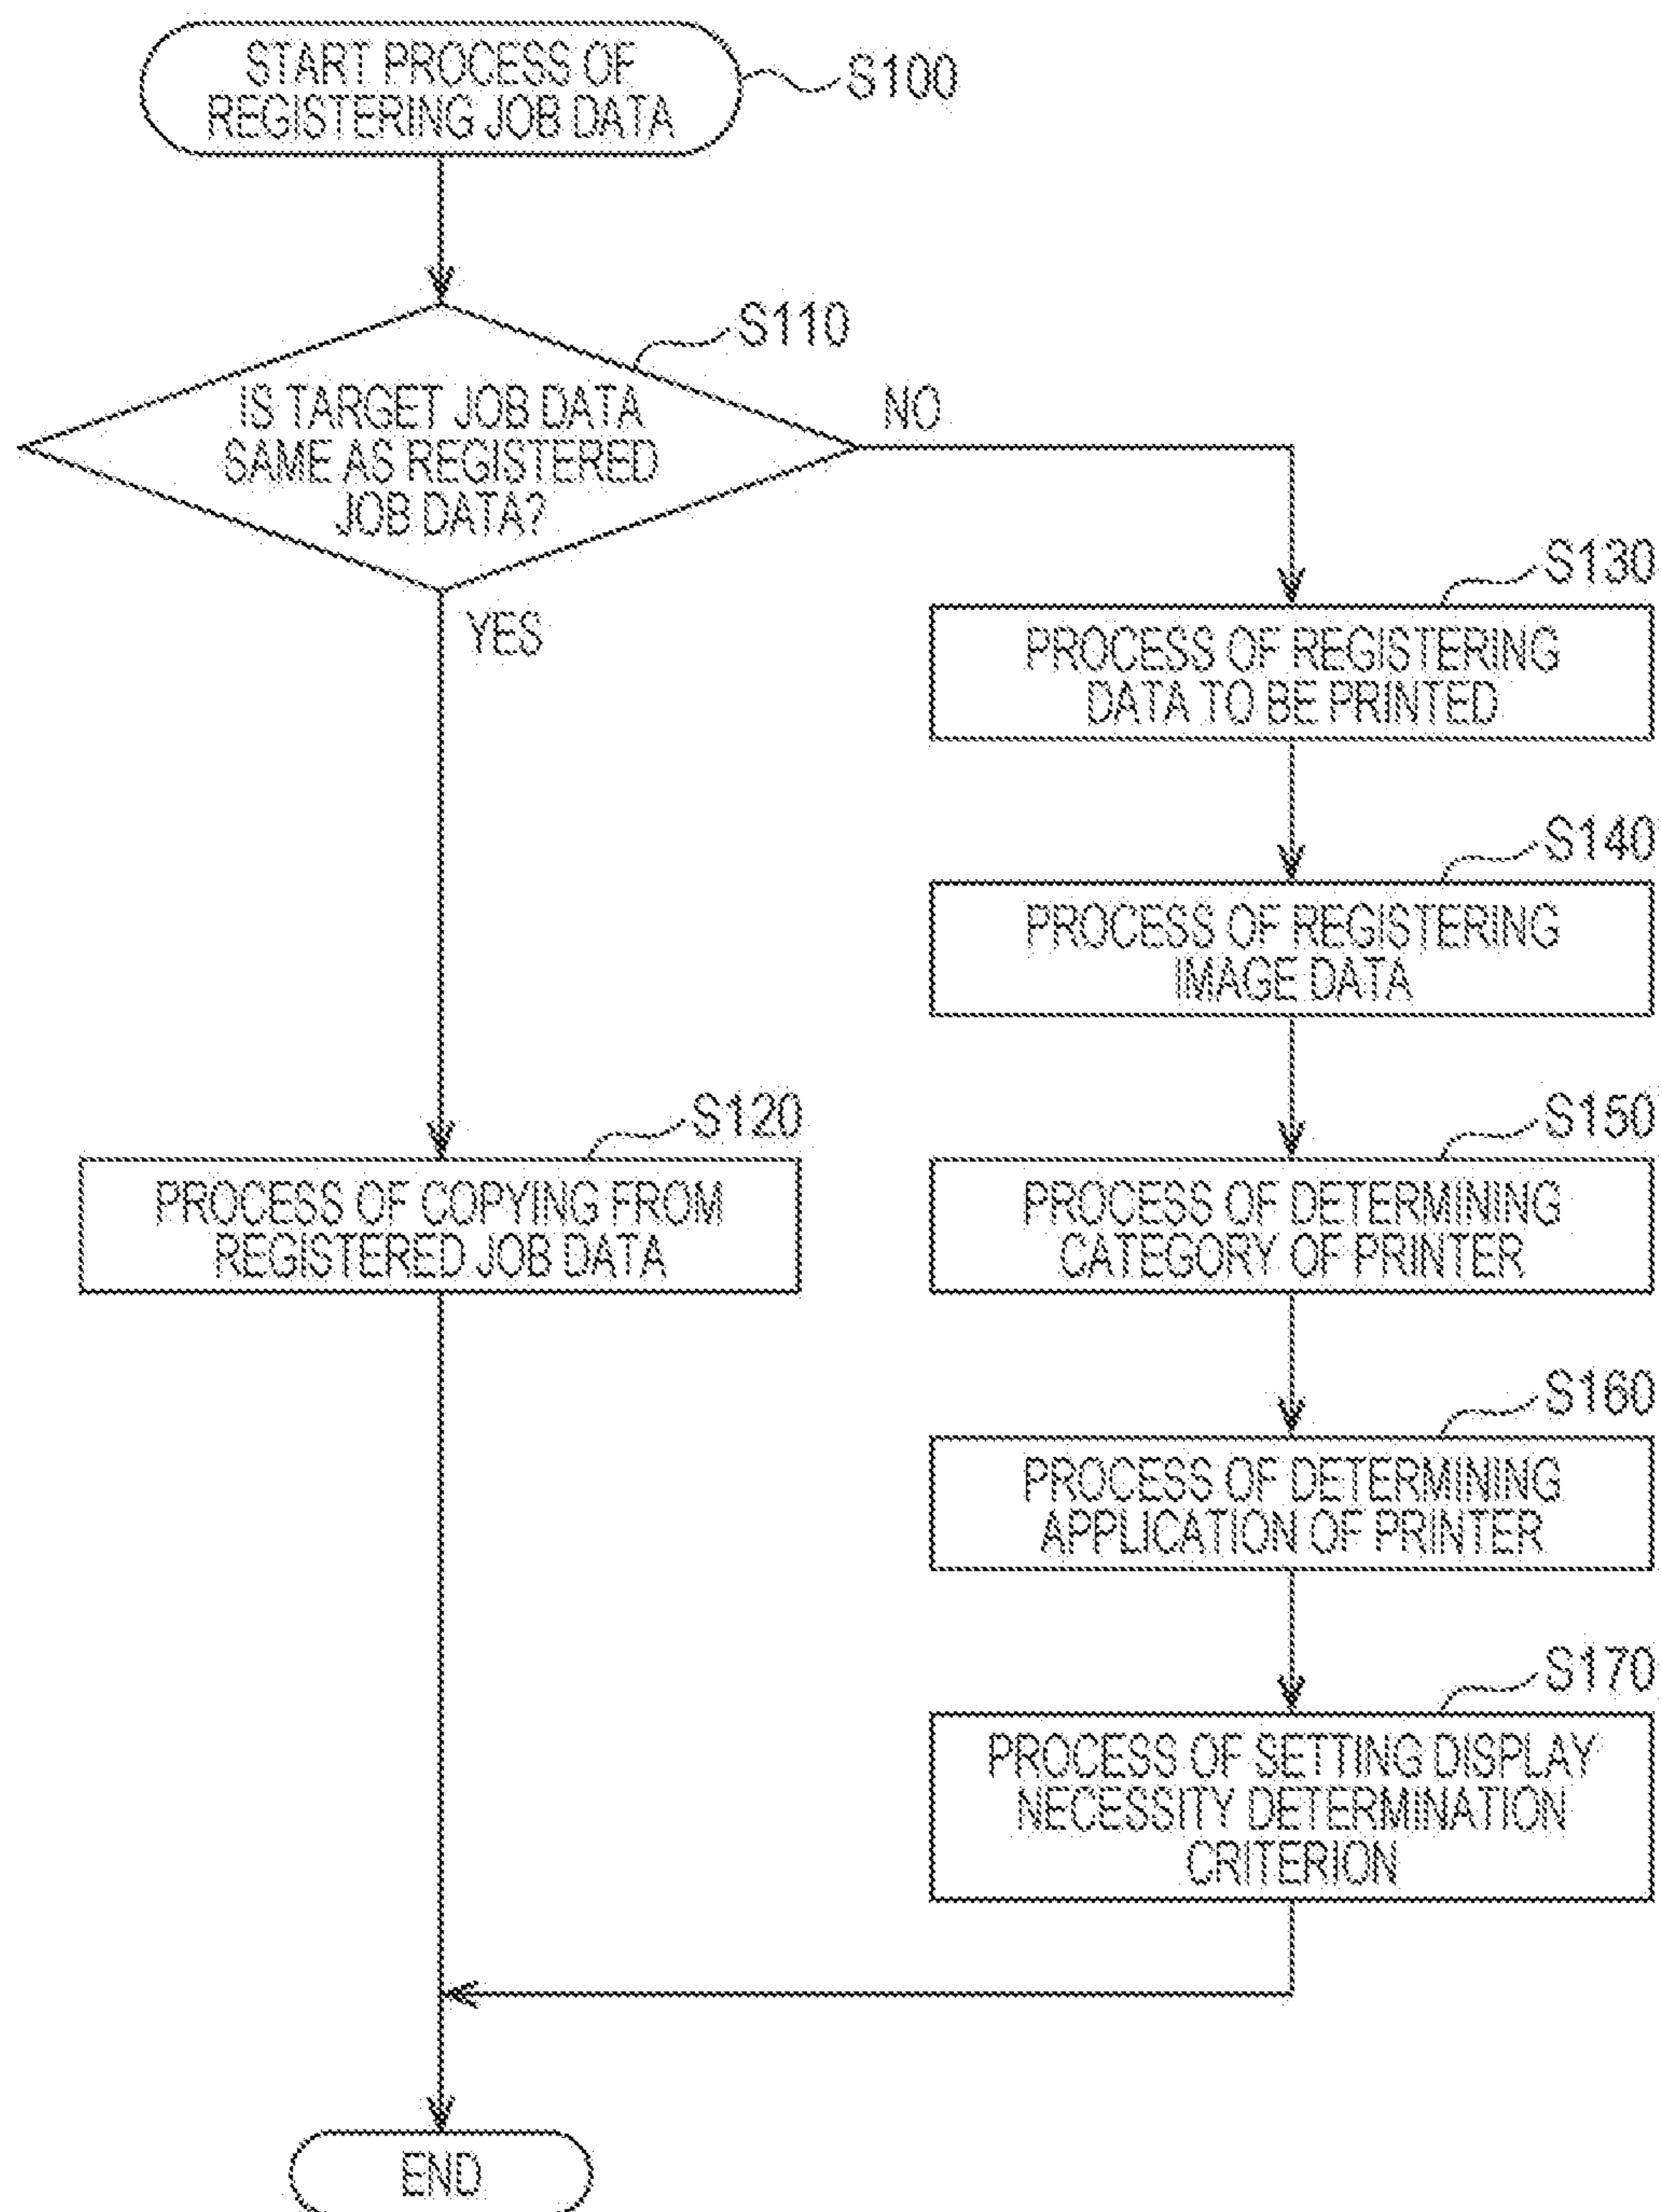 START PROCESS OF
REGISTERING JOB DATA
S100
S110
IS TARGET JOB DATA
SAME AS REGISTERED
JOB DATA?
NO
YES
S130
PROCESS OF REGISTERING
DATA TO BE PRINTED
S140
PROCESS OF REGISTERING
IMAGE DATA
S120
PROCESS OF COPYING FROM
REGISTERED JOB DATA
S150
PROCESS OF DETERMINING
CATEGORY OF PRINTER
S160
PROCESS OF DETERMINING
APPLICATION OF PRINTER
S170
PROCESS OF SETTING DISPLAY
NECESSITY DETERMINATION
CRITERION
END